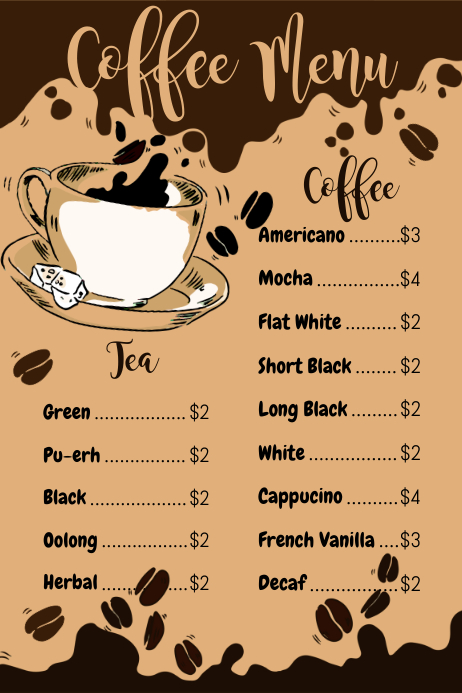 Coffee Menu
Coffee
Americano ..........$3
Mocha ................$4
Flat White ..........$2
Short Black ........$2
Long Black ..........$2
White .................$2
Cappucino ..........$4
French Vanilla ....$3
Decaf .................$2
Tea
Green ..................$2
Pu-erh ................$2
Black ...................$2
Oolong .................$2
Herbal .................$2